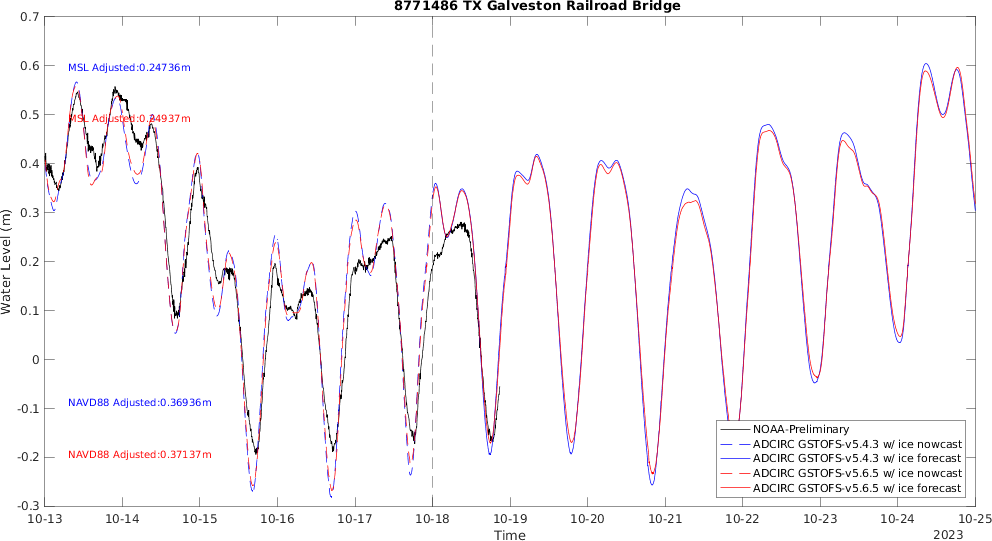 8771486 TX Galveston Railroad Bridge
0.7
0.6
0.5
0.4
0.3
0.2
0.1
0
-0.1
-0.2
-0.3
Water Level (m)
MSL Adjusted:0.24736m
MSL Adjusted:0.24937m
NAVD88 Adjusted:0.36936m
NAVD88 Adjusted:0.37137m
NOAA-Preliminary
ADCIRC GSTOFS-v5.4.3 w/ ice nowcast
ADCIRC GSTOFS-v5.4.3 w/ ice forecast
ADCIRC GSTOFS-v5.6.5 w/ ice nowcast
ADCIRC GSTOFS-v5.6.5 w/ ice forecast
10-13 10-14 10-15 10-16 10-17 10-18 10-19 10-20 10-21 10-22 10-23 10-24 10-25
Time
2023